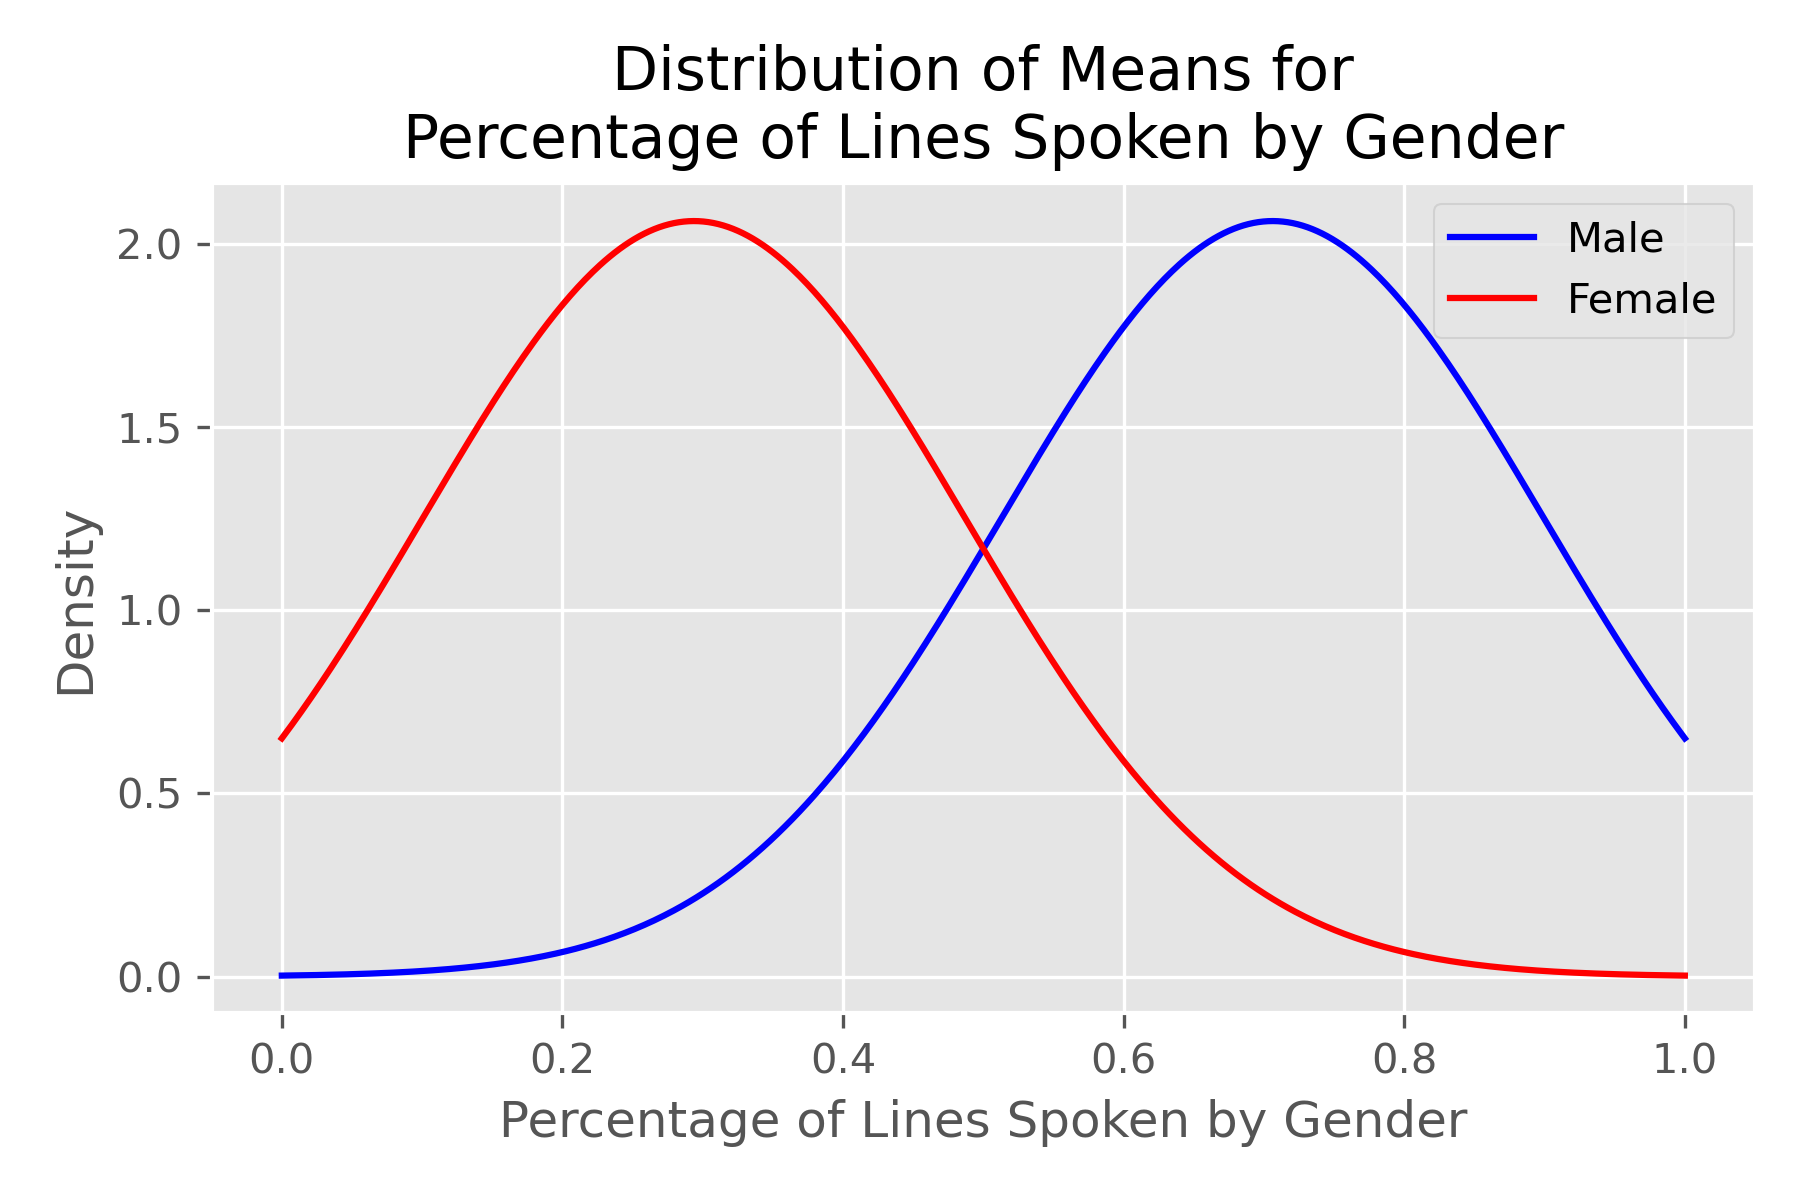 Distribution of Means for
Percentage of Lines Spoken by Gender
Male
Female
Density
2.0
1.5
1.0
0.5
0.0
0.0 0.2 0.4 0.6 0.8 1.0
Percentage of Lines Spoken by Gender